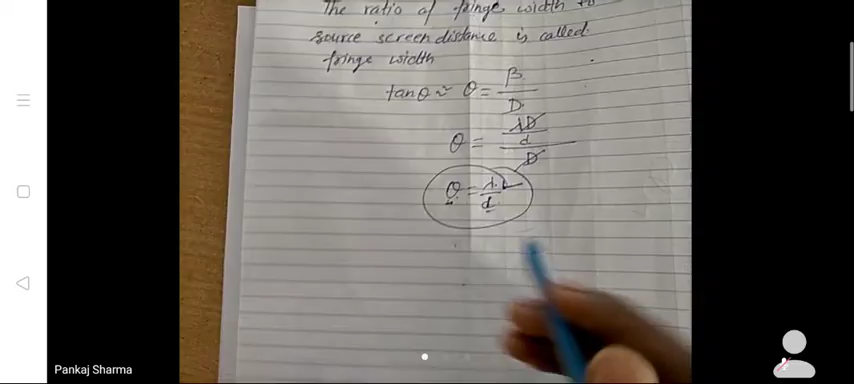 The ratio of fringe width to
source screen distance is called
fringe width
tanθ ≈ θ = β / D
θ = λD / d / D
θ = λ / d
Pankaj Sharma